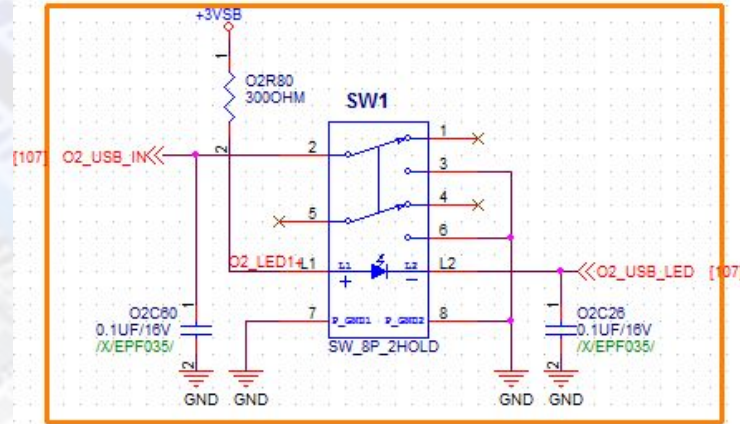 +3VSB
1
O2R80
300OHM
2
SW1
[107] O2_USB_IN
2
1
3
4
5
6
O2_LED1+
L1
L1
L2
L2
+
−
O2_USB_LED [107]
7
P_GND1
P_GND2
8
SW_8P_2HOLD
O2C60
0.1UF/16V
/X/EPF035/
1
2
O2C26
0.1UF/16V
/X/EPF035/
1
2
GND
GND
GND
GND